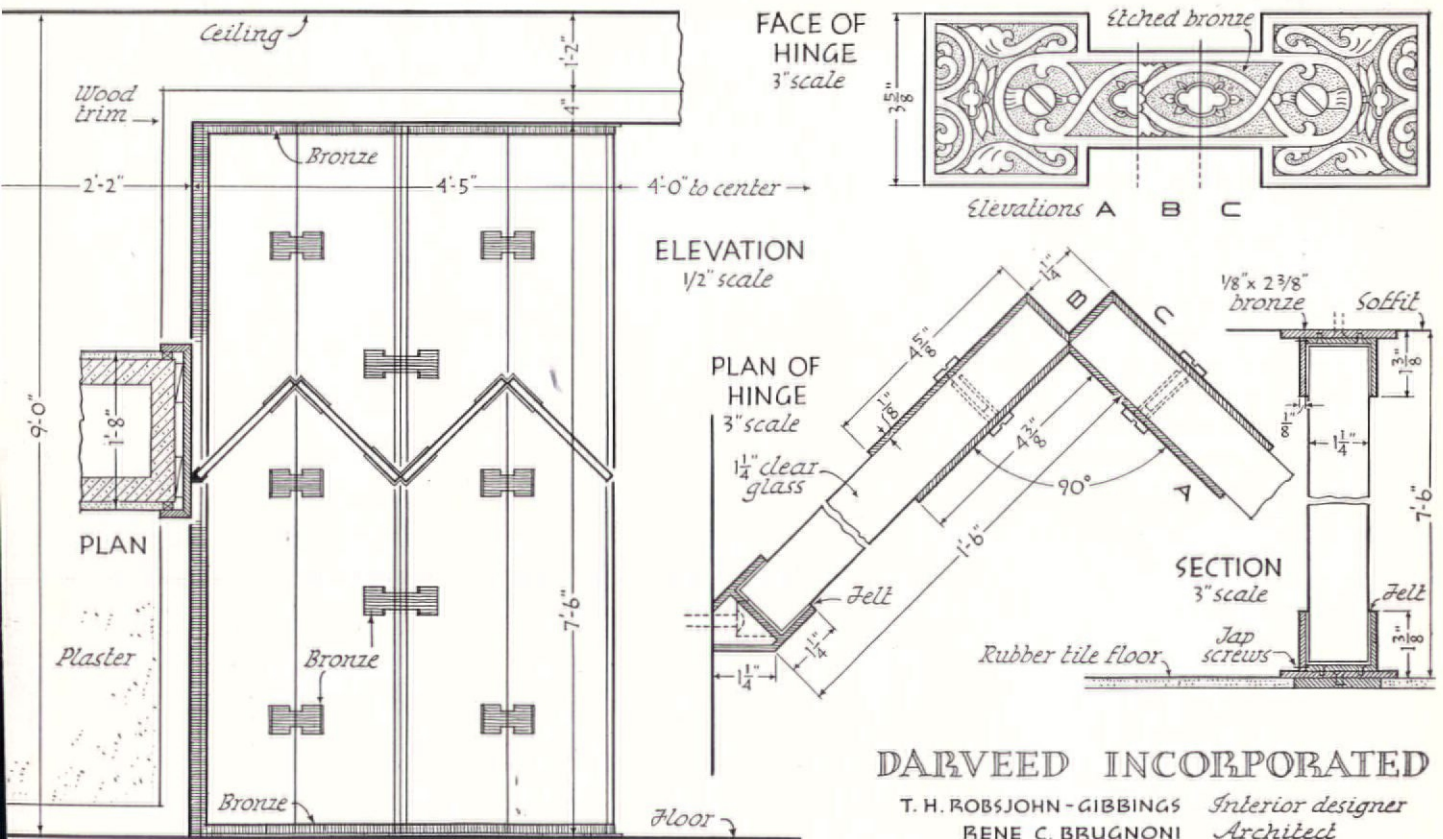 Ceiling
1'-2"
4"
Wood
trim
Bronze
2'-2"
4'-5"
4'-0" to center
ELEVATION
1/2" scale
9'-0"
1'-8"
PLAN
Plaster
Bronze
7'-6"
Bronze
Floor
FACE OF
HINGE
3" scale
Etched bronze
3 5/8"
Elevations A B C
PLAN OF
HINGE
3" scale
1 1/4"
B
C
4 5/8"
1/8"
1 1/4" clear
glass
4 3/8"
90°
A
1'-6"
Felt
1 1/4"
1 1/4"
1/8" x 2 3/8"
bronze
Soffit
1 3/8"
1/8"
1 1/4"
7'-6"
SECTION
3" scale
Felt
Jap
screws
1 3/8"
Rubber tile floor
DARVEED INCORPORATED
T. H. ROBSJOHN-GIBBINGS Interior designer
RENE C. BRUGNONI Architect